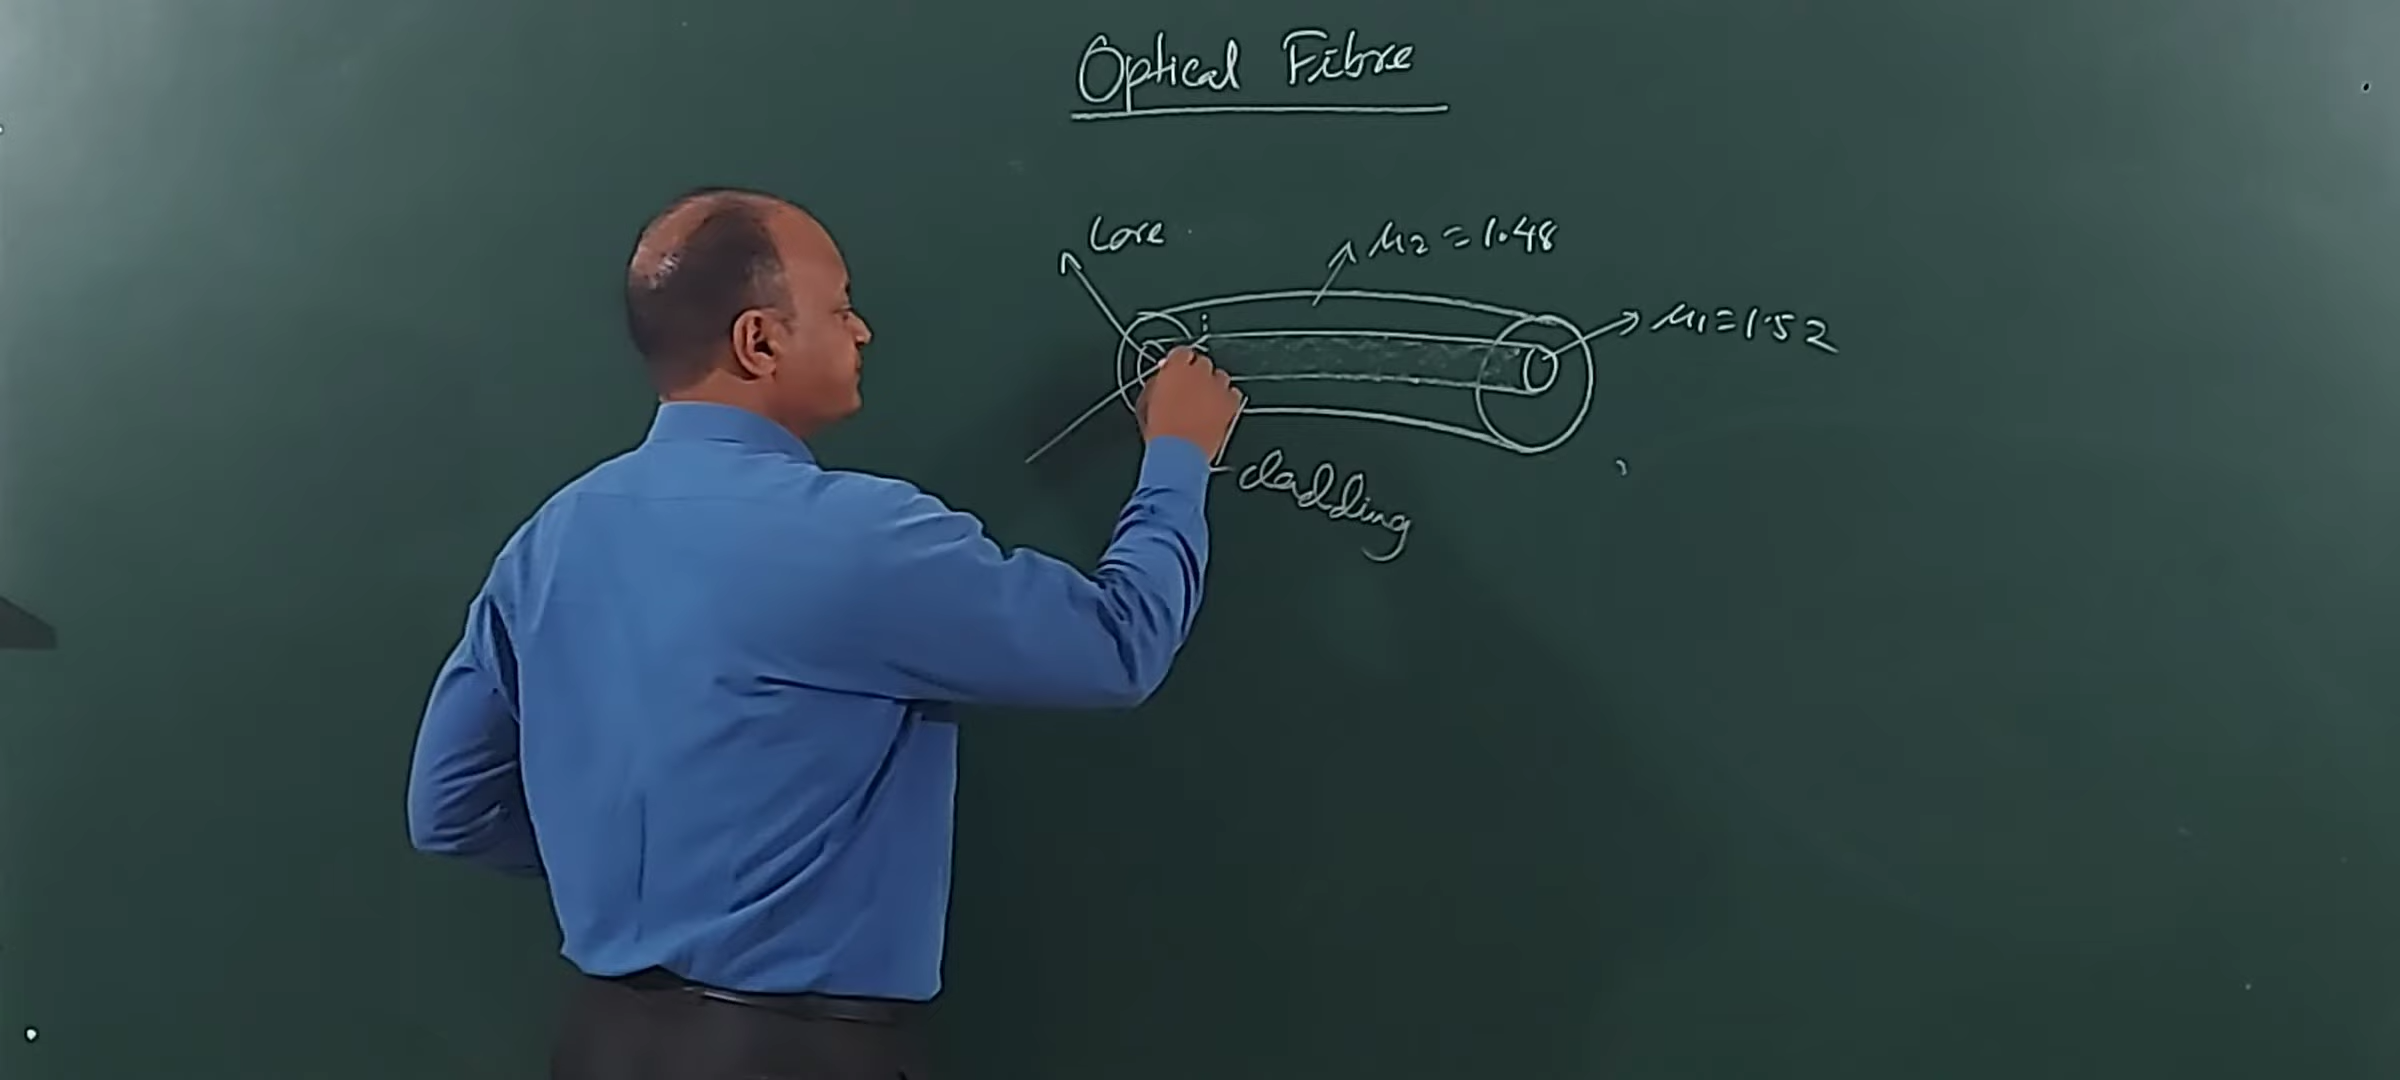 Optical Fibre
Core
μ2 = 1.48
μ1 = 1.52
cladding